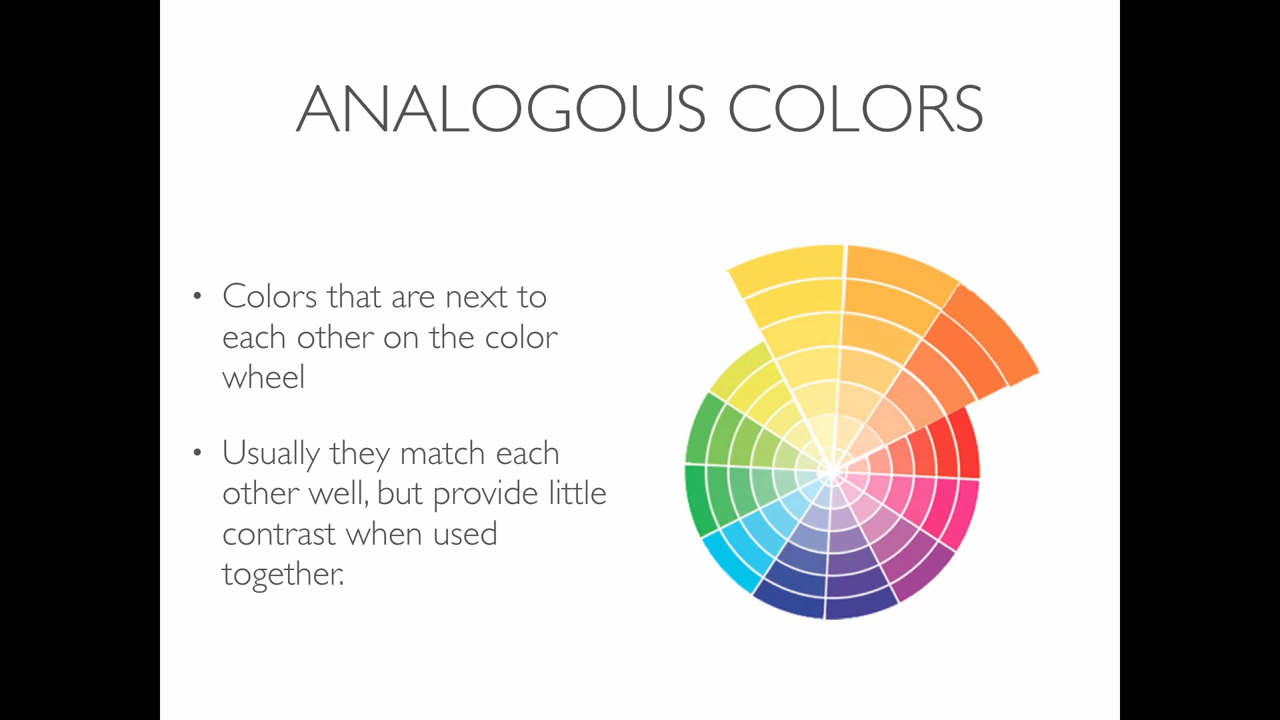 ANALOGOUS COLORS
• Colors that are next to
each other on the color
wheel
• Usually they match each
other well, but provide little
contrast when used
together.